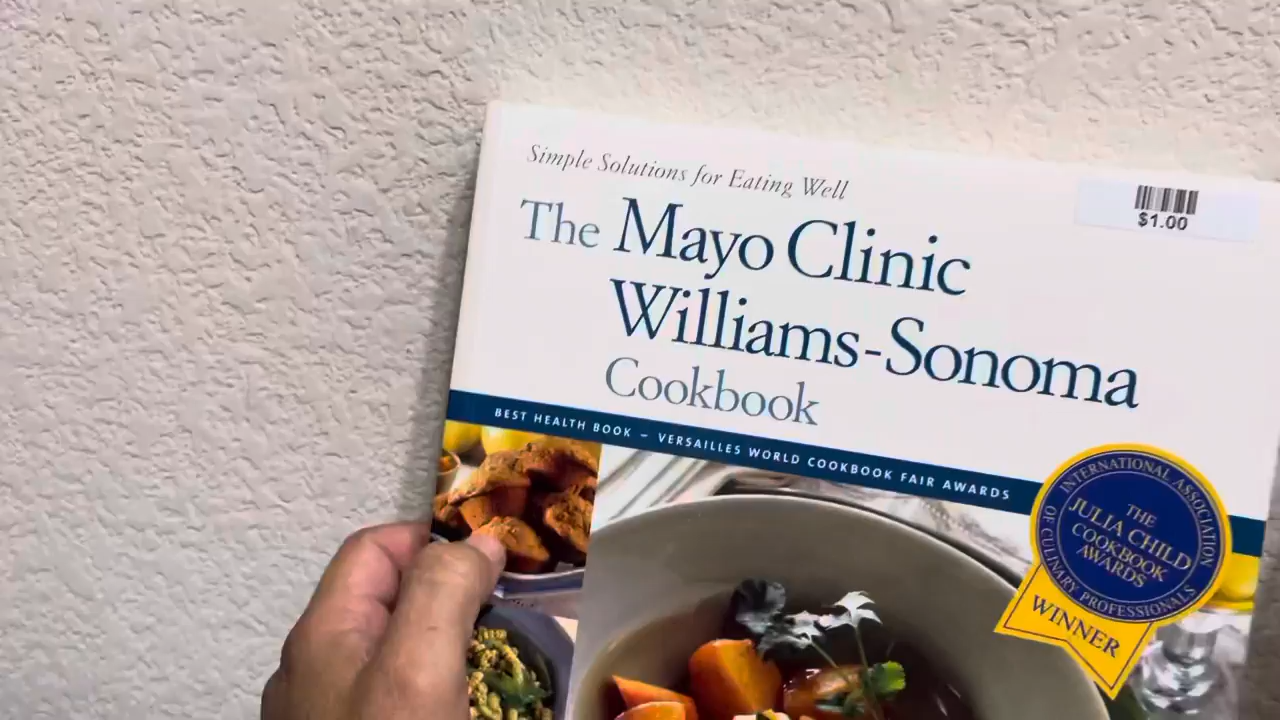 Simple Solutions for Eating Well
$1.00
The Mayo Clinic
Williams-Sonoma
Cookbook
BEST HEALTH BOOK – VERSAILLES WORLD COOKBOOK FAIR AWARDS
INTERNATIONAL ASSOCIATION
OF CULINARY PROFESSIONALS
THE
JULIA CHILD
COOKBOOK
AWARDS
WINNER